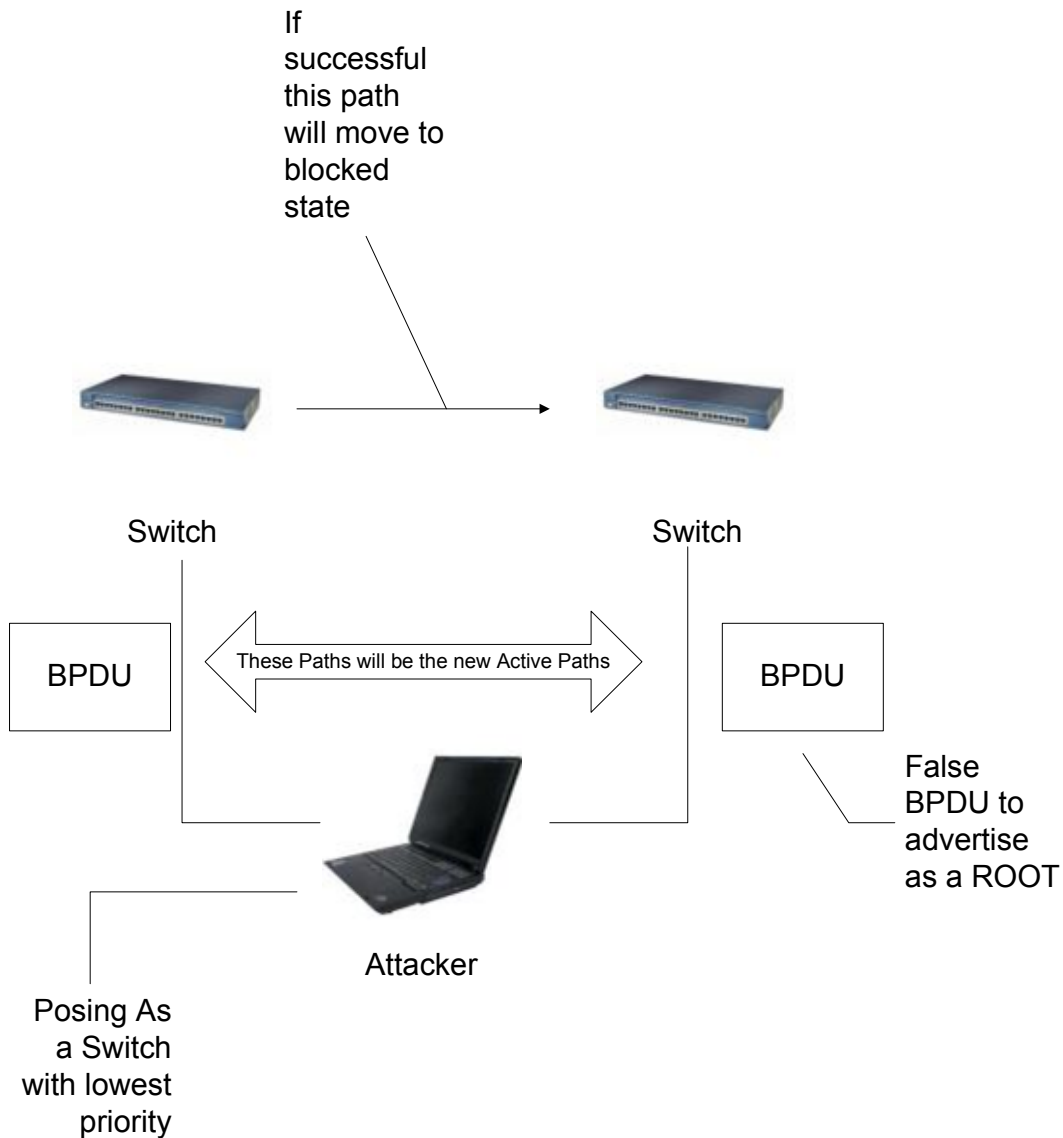 If
successful
this path
will move to
blocked
state
Switch
Switch
BPDU
These Paths will be the new Active Paths
BPDU
False
BPDU to
advertise
as a ROOT
Attacker
Posing As
a Switch
with lowest
priority